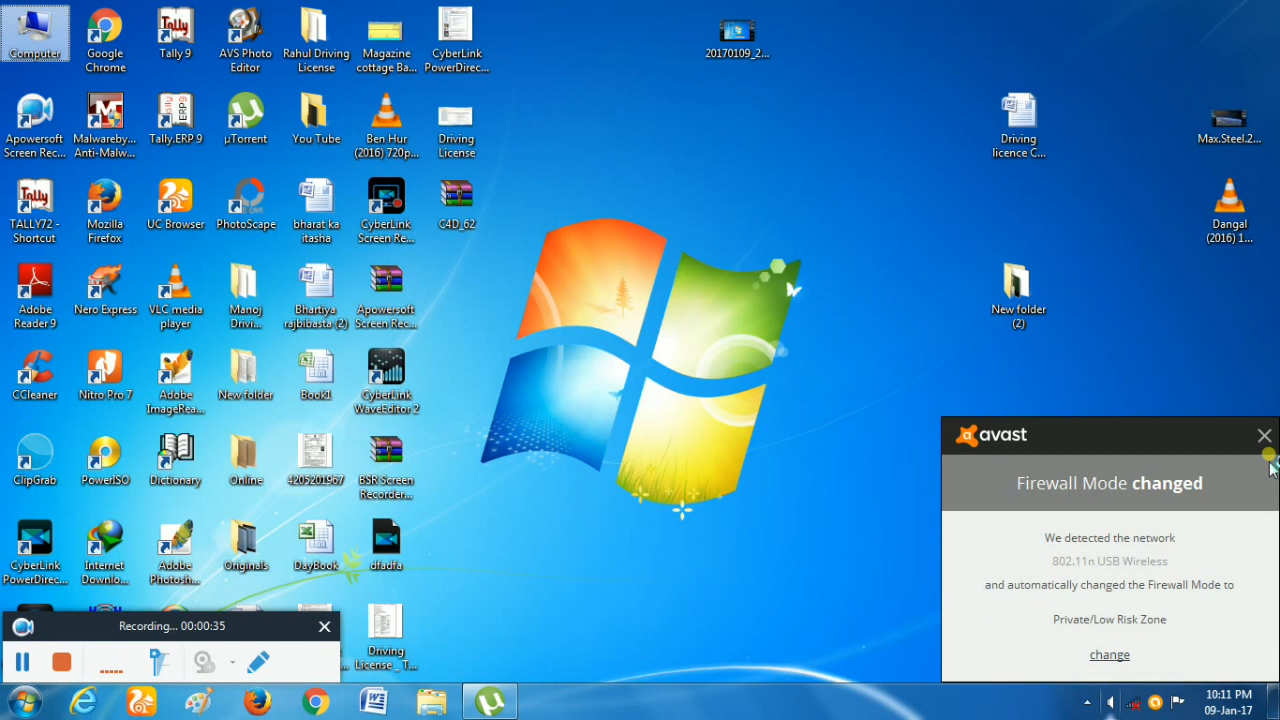 Computer
Google
Chrome
Tally 9
AVS Photo
Editor
Rahul Driving
License
Magazine
cottage Ba...
CyberLink
PowerDirec...
20170109_2...
Apowersoft
Screen Rec...
Malwareby...
Anti-Malw...
Tally.ERP 9
µTorrent
You Tube
Ben Hur
(2016) 720p...
Driving
License
Driving
licence C...
Max.Steel.2...
TALLY72 -
Shortcut
Mozilla
Firefox
UC Browser
PhotoScape
bharat ka
itasha
CyberLink
Screen Re...
C4D_62
Dangal
(2016) 1...
Adobe
Reader 9
Nero Express
VLC media
player
Manoj
Drivi...
Bhartiya
rajbibasta (2)
Apowersoft
Screen Rec...
New folder
(2)
CCleaner
Nitro Pro 7
Adobe
ImageRea...
New folder
Book1
CyberLink
WaveEditor 2
ClipGrab
PowerISO
Dictionary
Online
4205201967
BSR Screen
Recorder...
CyberLink
PowerDirec...
Internet
Downlo...
Adobe
Photosh...
Originals
DayBook
dfadfa
Driving
License_ T...
Recording... 00:00:35
avast
Firewall Mode changed
We detected the network
802.11n USB Wireless
and automatically changed the Firewall Mode to
Private/Low Risk Zone
change
10:11 PM
09-Jan-17